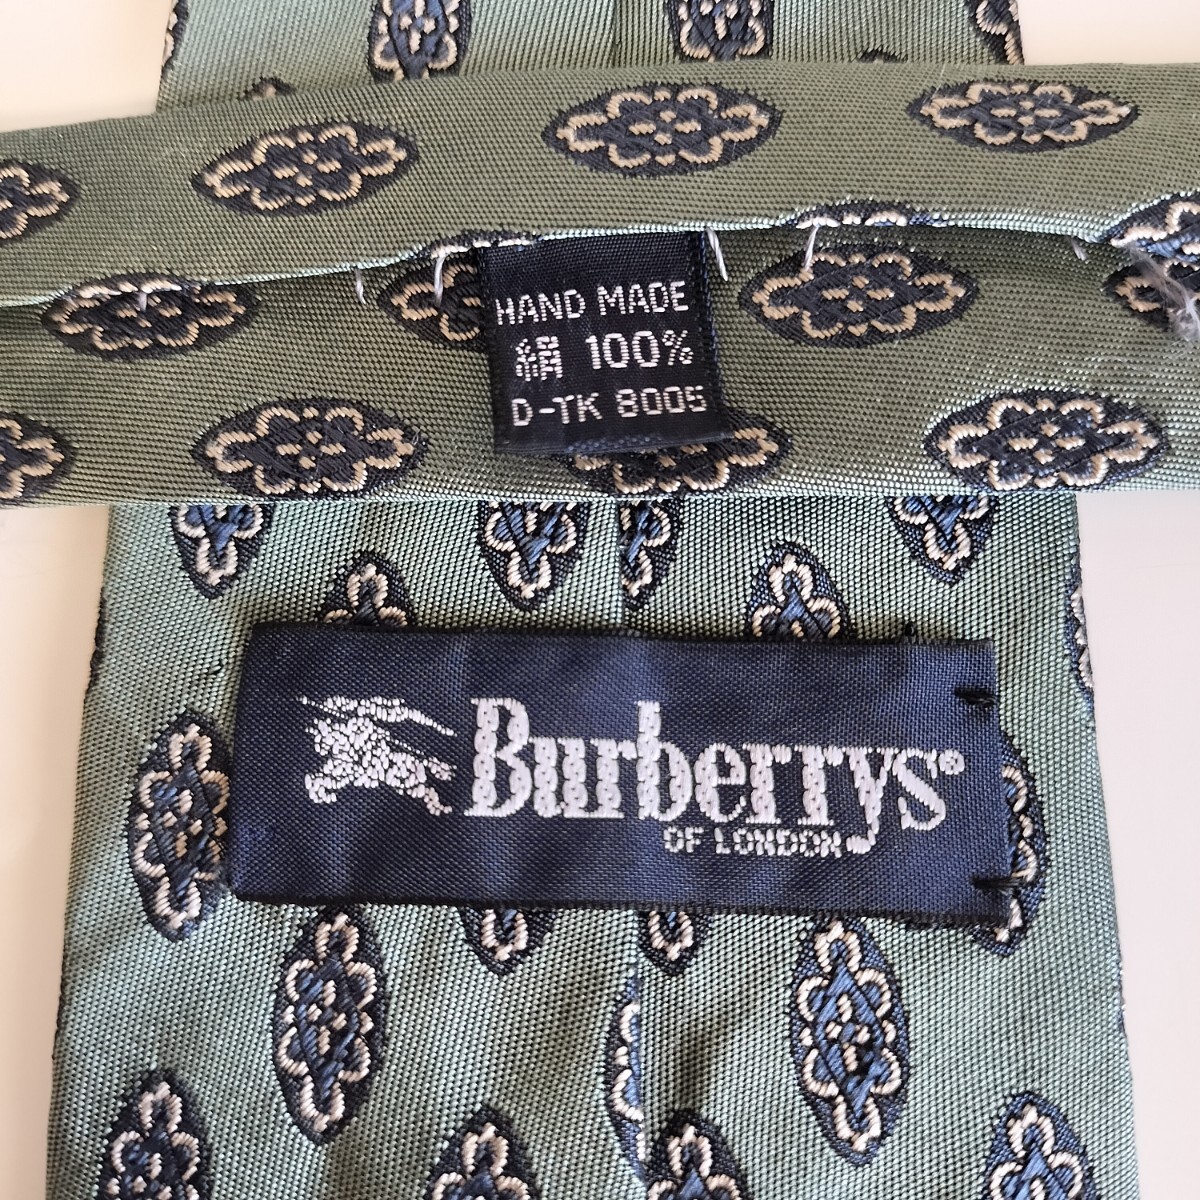 HAND MADE
絹 100%
D-TK 8005
Burberrys®
OF LONDON